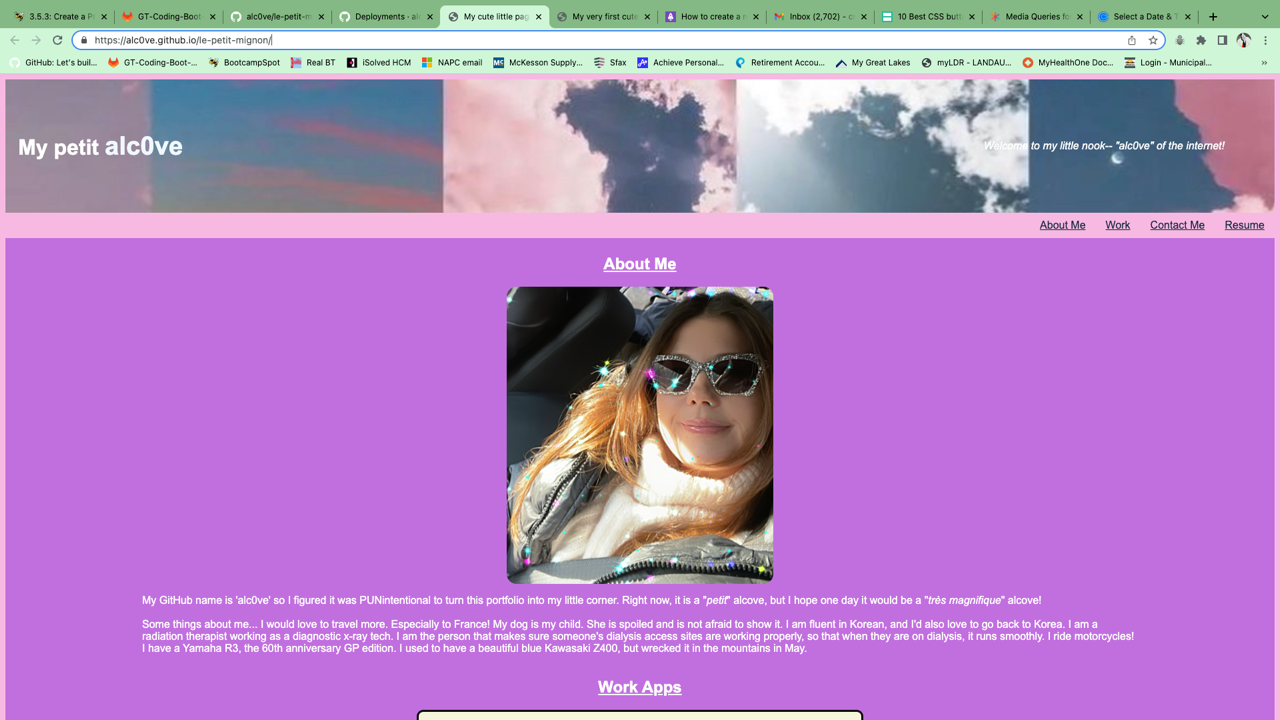 3.5.3: Create a P
GT-Coding-Boot
alc0ve/le-petit-m
Deployments · al
My cute little pag
My very first cute
How to create a n
Inbox (2,702) - c
10 Best CSS butt
Media Queries fo
Select a Date & T
https://alc0ve.github.io/le-petit-mignon/
GitHub: Let's buil...
GT-Coding-Boot-...
BootcampSpot
Real BT
iSolved HCM
NAPC email
McKesson Supply...
Sfax
Achieve Personal...
Retirement Accou...
My Great Lakes
myLDR - LANDAU...
MyHealthOne Doc...
Login - Municipal...
My petit alc0ve
Welcome to my little nook-- "alc0ve" of the internet!
About Me
Work
Contact Me
Resume
About Me
My GitHub name is 'alc0ve' so I figured it was PUNintentional to turn this portfolio into my little corner. Right now, it is a "petit" alcove, but I hope one day it would be a "très magnifique" alcove!
Some things about me... I would love to travel more. Especially to France! My dog is my child. She is spoiled and is not afraid to show it. I am fluent in Korean, and I'd also love to go back to Korea. I am a
radiation therapist working as a diagnostic x-ray tech. I am the person that makes sure someone's dialysis access sites are working properly, so that when they are on dialysis, it runs smoothly. I ride motorcycles!
I have a Yamaha R3, the 60th anniversary GP edition. I used to have a beautiful blue Kawasaki Z400, but wrecked it in the mountains in May.
Work Apps